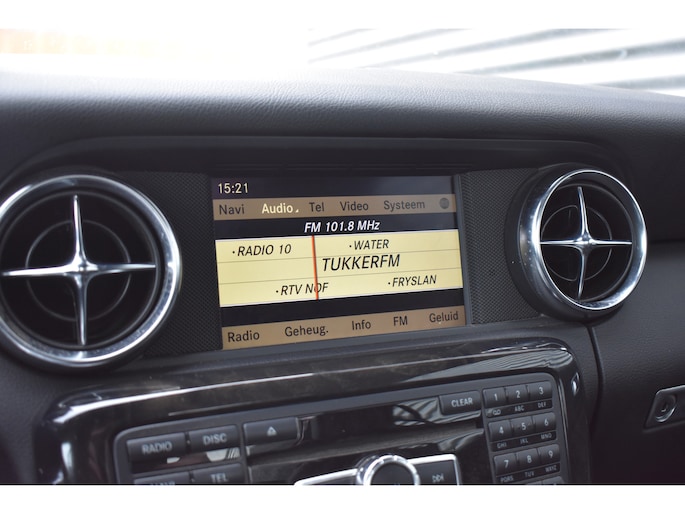 15:21
Navi Audio Tel Video Systeem
FM 101.8 MHz
RADIO 10 WATER
TUKKERFM
RTV NOF FRYSLAN
Radio Geheug. Info FM Geluid
CLEAR 1 2 ABC 3 DEF
RADIO DISC 4 GHI 5 JKL 6 MNO
NAVI TEL 7 PQRS 8 TUV 9 WXYZ